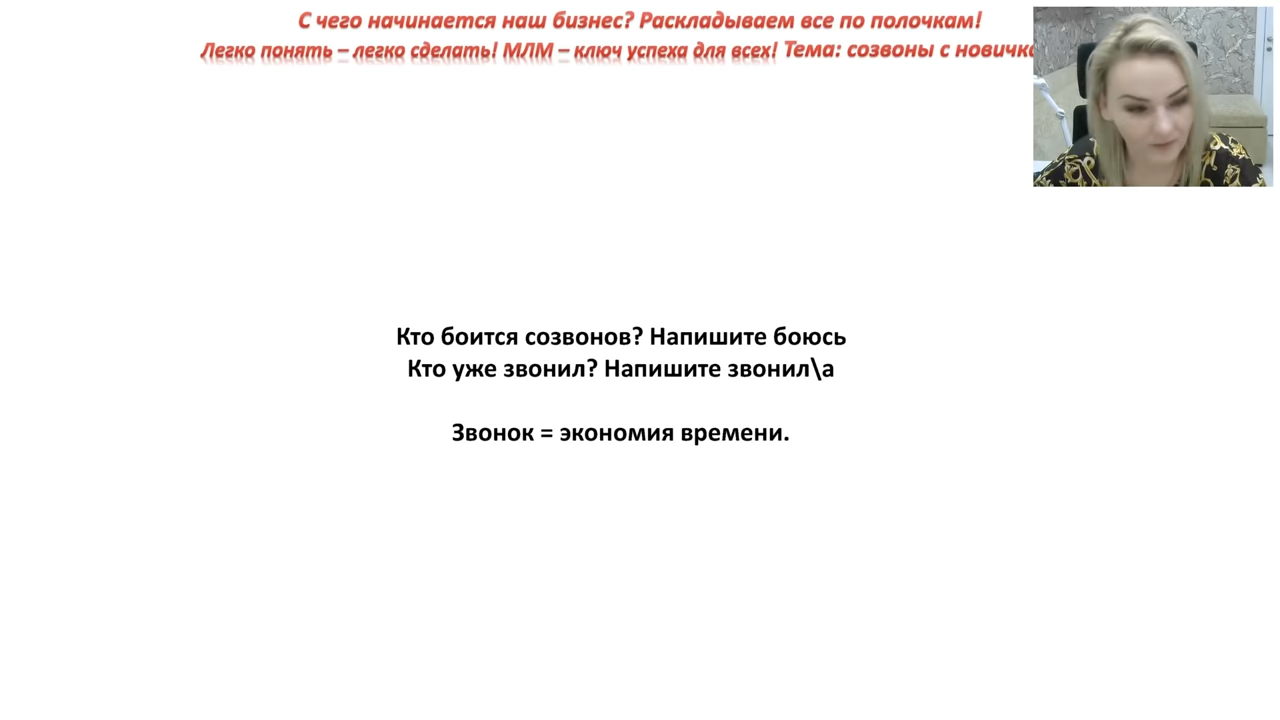 С чего начинается наш бизнес? Раскладываем все по полочкам!
Легко понять – легко сделать! МЛМ – ключ успеха для всех! Тема: созвоны с
Кто боится созвонов? Напишите боюсь
Кто уже звонил? Напишите звонил\а
Звонок = экономия времени.